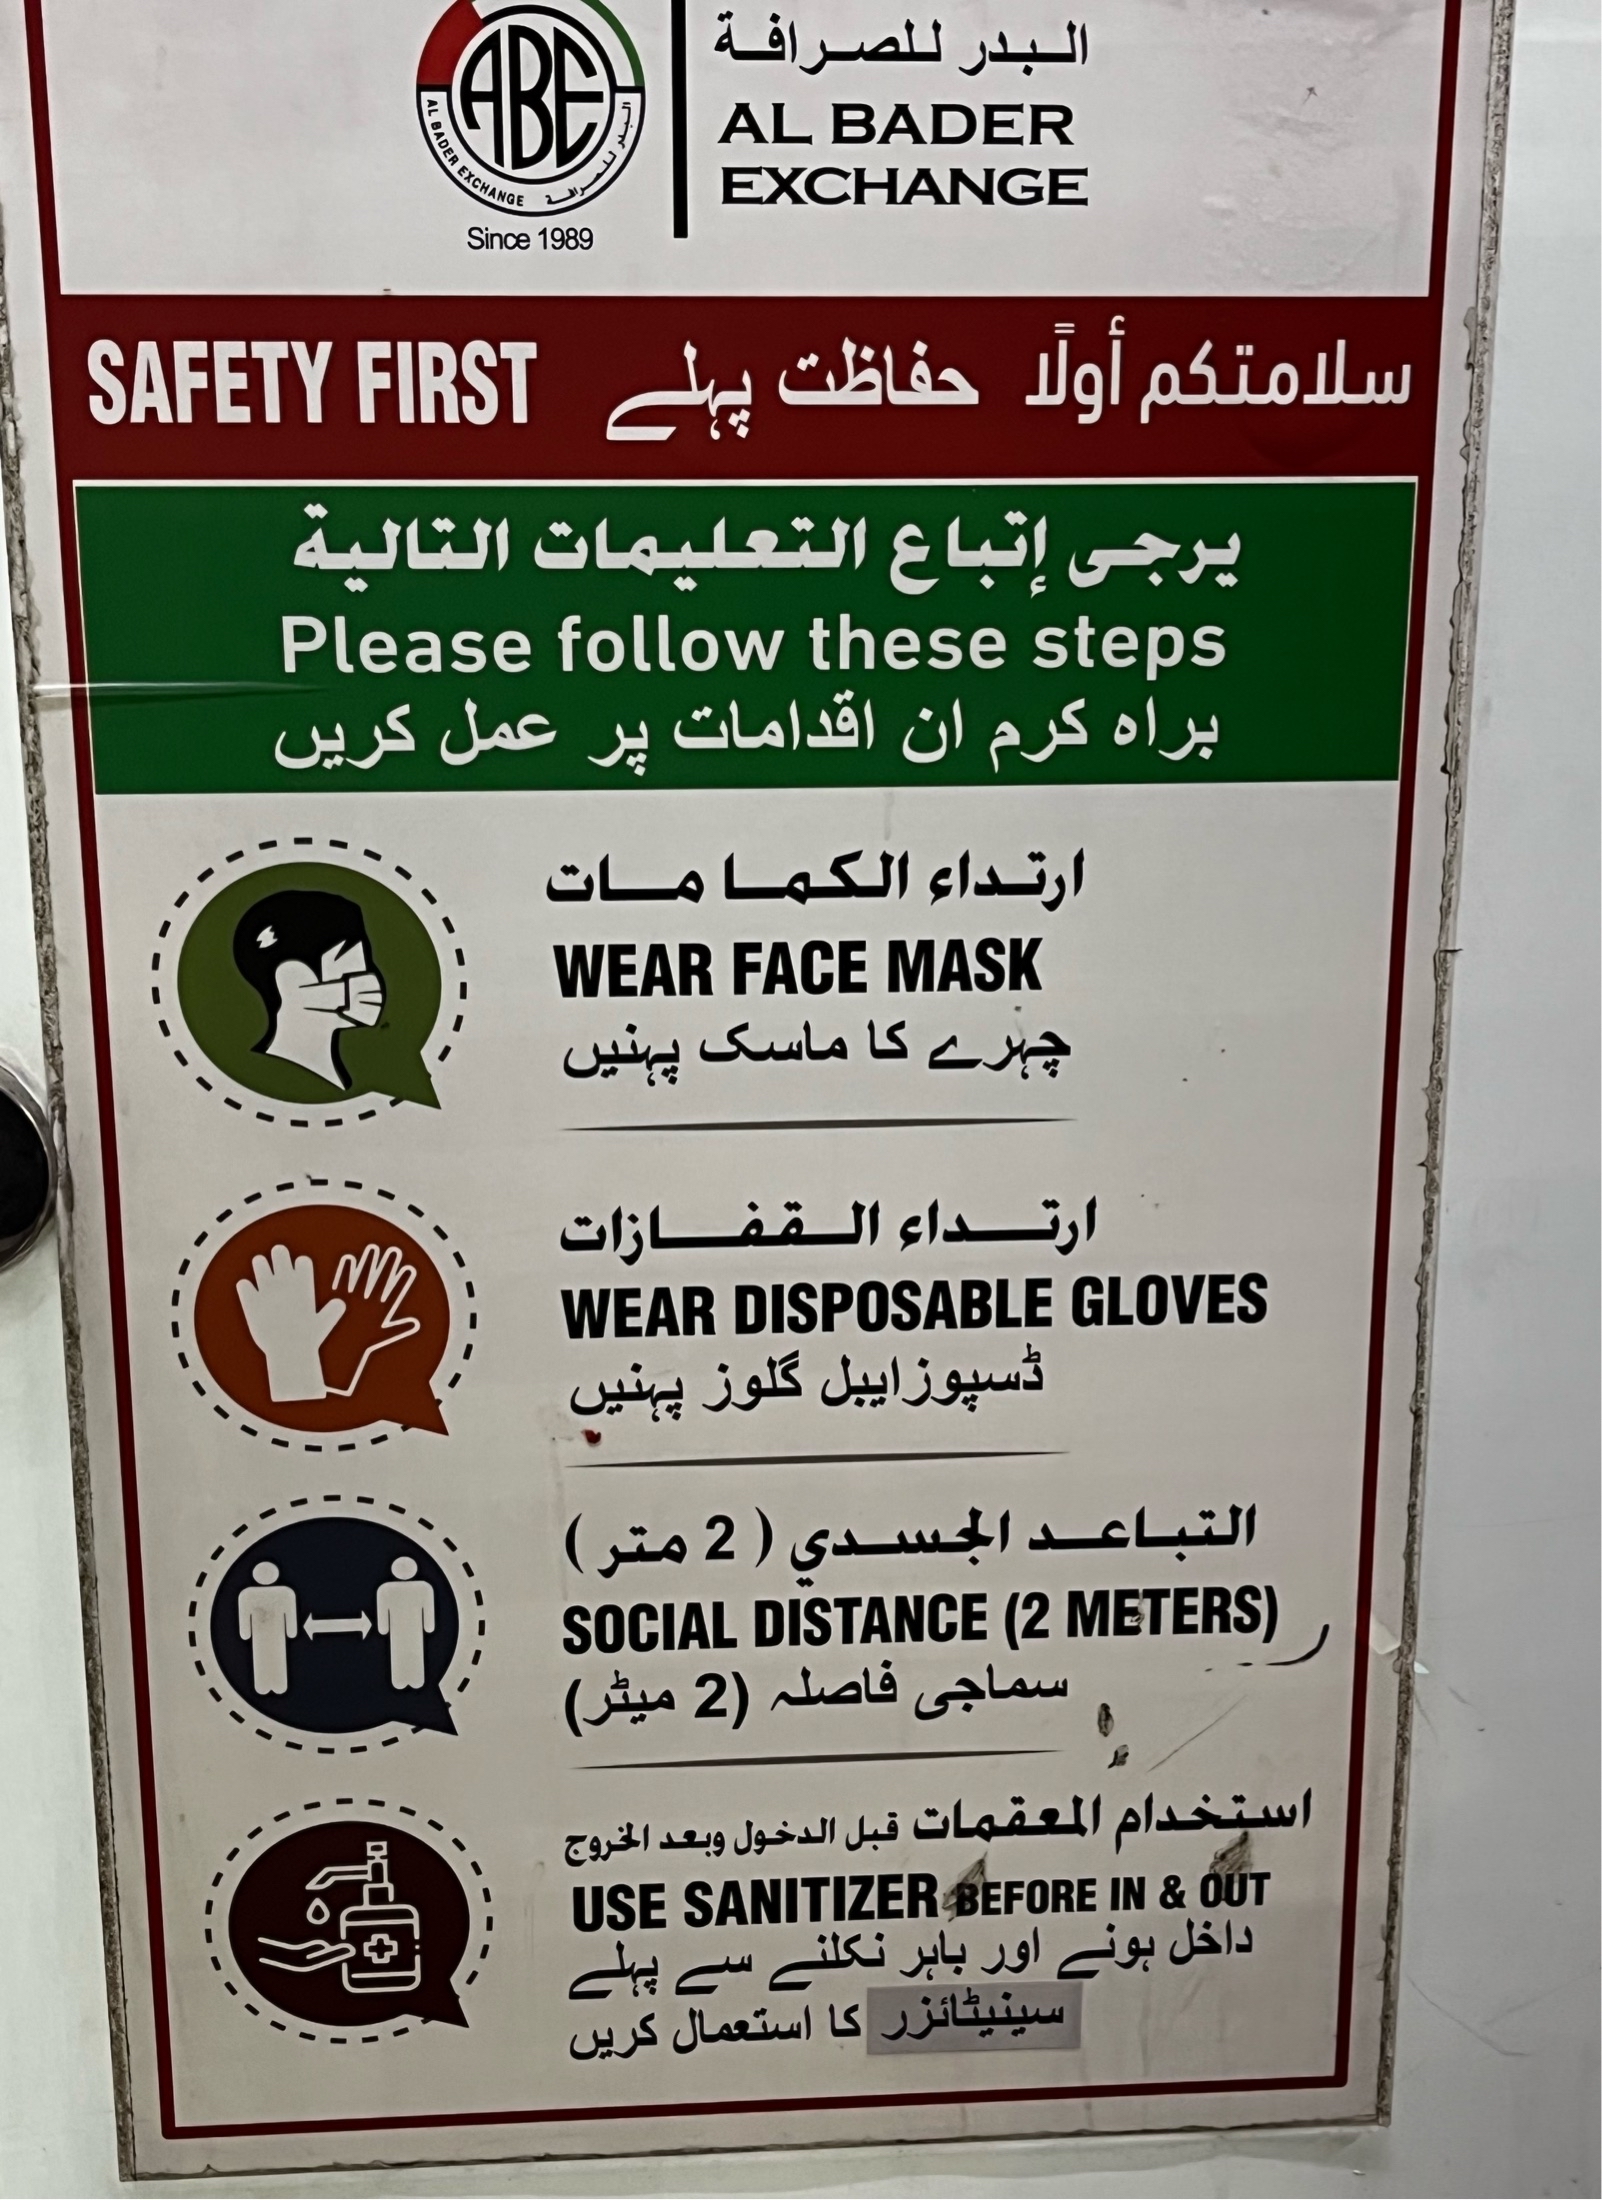 ABE
AL BADER EXCHANGE البدر للصرافة
Since 1989
البدر للصرافة
AL BADER
EXCHANGE
SAFETY FIRST حفاظت پہلے سلامتكم أولًا
يرجى إتباع التعليمات التالية
Please follow these steps
براہ کرم ان اقدامات پر عمل کریں
ارتداء الكما مات
WEAR FACE MASK
چہرے کا ماسک پہنیں
ارتداء القفازات
WEAR DISPOSABLE GLOVES
ڈسپوزایبل گلوز پہنیں
التباعد الجسدي ( 2 متر )
SOCIAL DISTANCE (2 METERS)
سماجی فاصلہ (2 میٹر)
استخدام المعقمات قبل الدخول وبعد الخروج
USE SANITIZER BEFORE IN & OUT
داخل ہونے اور باہر نکلنے سے پہلے
سینیٹائزر کا استعمال کریں